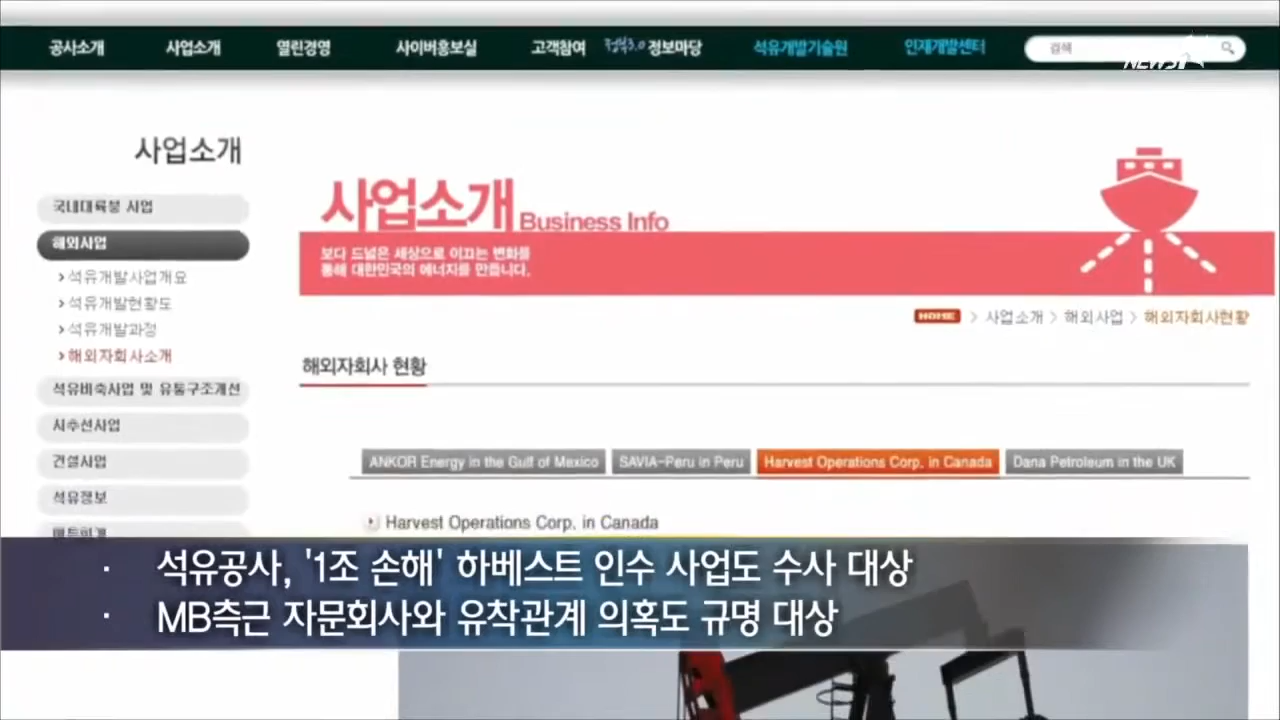 공사소개 사업소개 열린경영 사이버홍보실 고객참여 정부3.0 정보마당 석유개발기술원 인재개발센터 검색
NEWS
사업소개
국내대륙붕 사업
해외사업
석유개발사업개요
석유개발현황도
석유개발과정
해외자회사소개
석유비축사업 및 유통구조개선
시추선사업
건설사업
석유정보
사업소개 Business Info
보다 드넓은 세상으로 이끄는 변화를
통해 대한민국의 에너지를 만듭니다.
HOME > 사업소개 > 해외사업 > 해외자회사현황
해외자회사 현황
ANKOR Energy in the Gulf of Mexico SAVIA-Peru in Peru Harvest Operations Corp. in Canada Dana Petroleum in the UK
Harvest Operations Corp. in Canada
· 석유공사, '1조 손해' 하베스트 인수 사업도 수사 대상
· MB측근 자문회사와 유착관계 의혹도 규명 대상